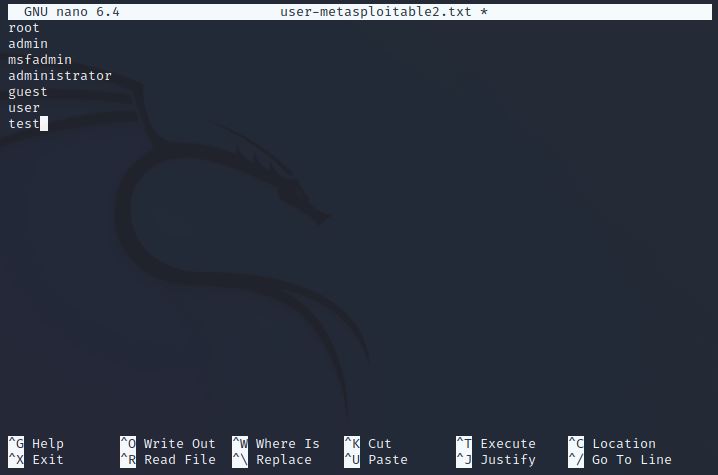 GNU nano 6.4 user-metasploitable2.txt *
root
admin
msfadmin
administrator
guest
user
test
^G Help ^O Write Out ^W Where Is ^K Cut ^T Execute ^C Location
^X Exit ^R Read File ^\ Replace ^U Paste ^J Justify ^/ Go To Line